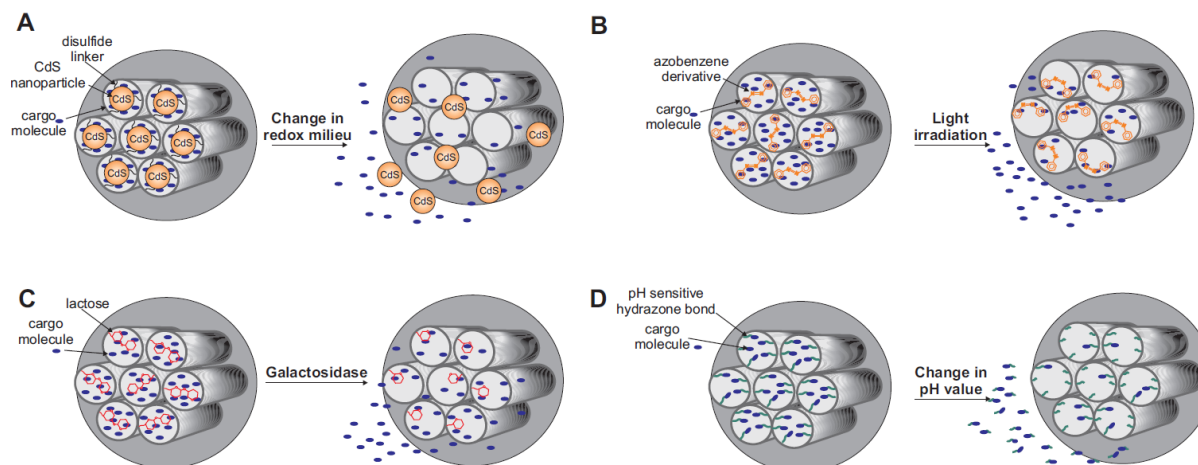 A
disulfide
linker
CdS
nanoparticle
cargo
molecule
CdS
CdS
CdS
CdS
CdS
CdS
CdS
Change in
redox milieu
CdS
CdS
CdS
CdS
CdS
CdS
CdS
B
azobenzene
derivative
cargo
molecule
Light
irradiation
C
lactose
cargo
molecule
Galactosidase
D
pH sensitive
hydrazone bond
cargo
molecule
Change in
pH value